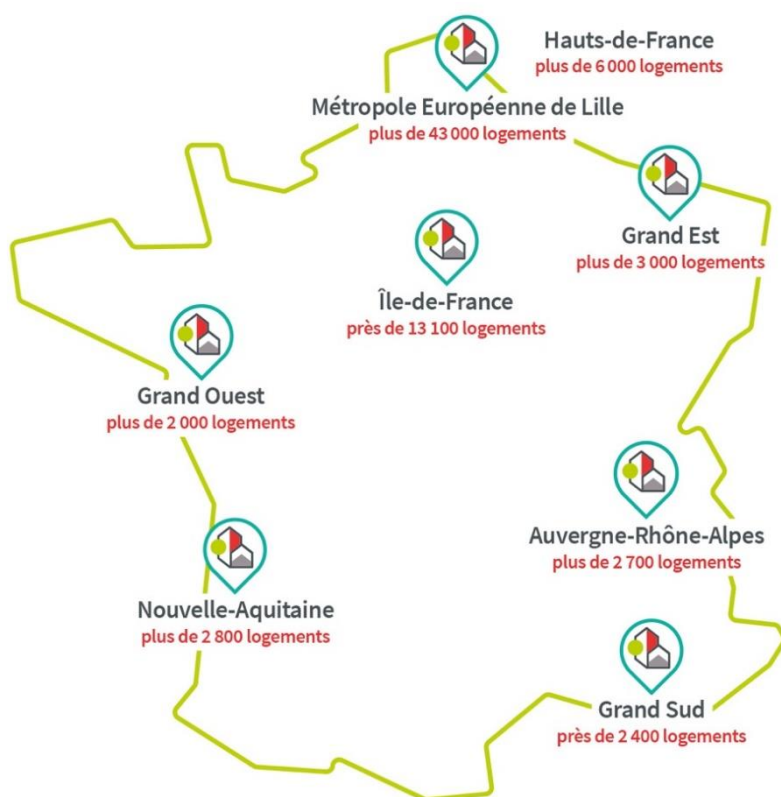 Hauts-de-France
plus de 6 000 logements
Métropole Européenne de Lille
plus de 43 000 logements
Grand Est
plus de 3 000 logements
Île-de-France
près de 13 100 logements
Grand Ouest
plus de 2 000 logements
Auvergne-Rhône-Alpes
plus de 2 700 logements
Nouvelle-Aquitaine
plus de 2 800 logements
Grand Sud
près de 2 400 logements